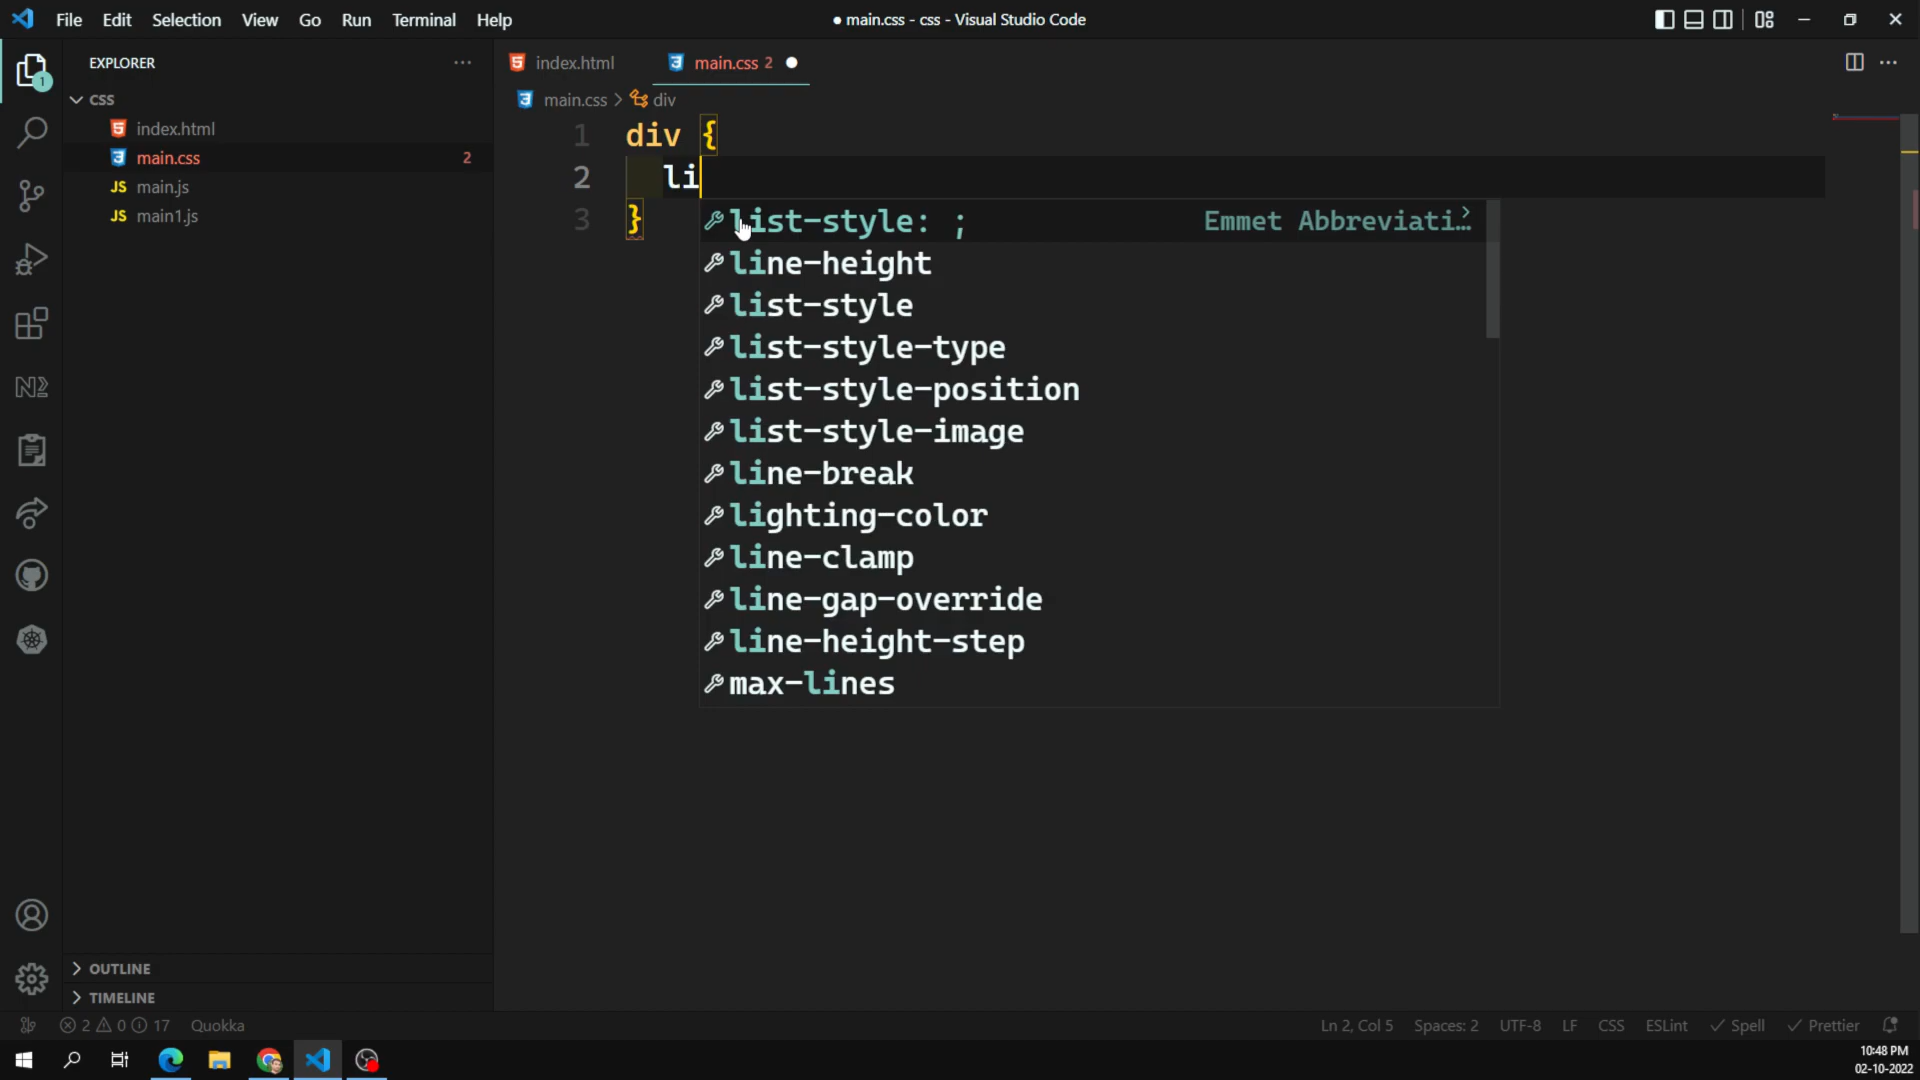 File Edit Selection View Go Run Terminal Help
● main.css - css - Visual Studio Code
EXPLORER
CSS
index.html
main.css 2
JS main.js
JS main1.js
OUTLINE
TIMELINE
index.html
main.css 2
main.css > div
1 div {
2 li
3 }
list-style: ; Emmet Abbreviati...
line-height
list-style
list-style-type
list-style-position
list-style-image
line-break
lighting-color
line-clamp
line-gap-override
line-height-step
max-lines
1
2 0 17 Quokka
Ln 2, Col 5 Spaces: 2 UTF-8 LF CSS ESLint Spell Prettier
10:48 PM
02-10-2022